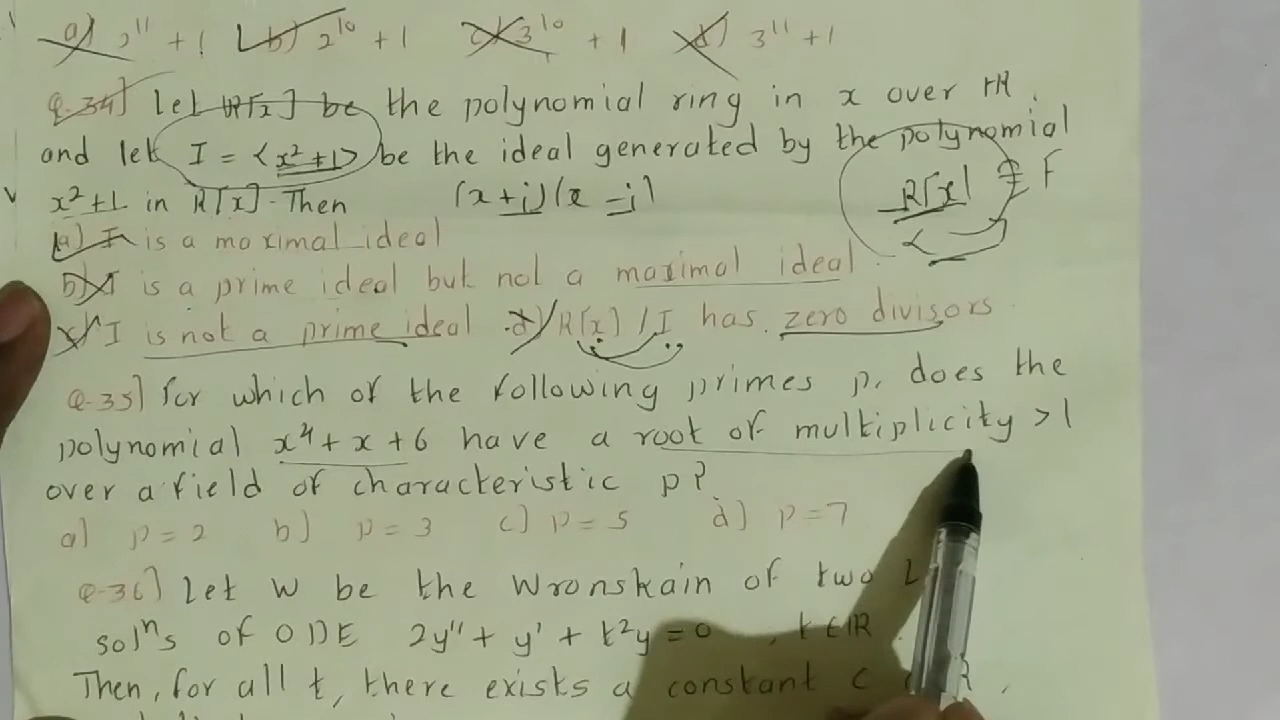 a) 2^11 + 1 b) 2^10 + 1 c) 3^10 + 1 d) 3^11 + 1
Q.34] Let IR[x] be the polynomial ring in x over IR.
and let I = <x²+1> be the ideal generated by the polynomial
x²+1 in R[x]. Then (x+i)(x-i) R[x] F
a) I is a maximal ideal
b) I is a prime ideal but not a maximal ideal.
c) I is not a prime ideal d) R(x) / I has zero divisors.
Q.35] for which of the following primes p, does the
polynomial x⁴+x+6 have a root of multiplicity >1
over a field of characteristic p?
a) p=2 b) p=3 c) p=5 d) p=7
Q.36] Let W be the Wronskain of two L
solⁿs of ODE 2y"+ y' + t²y=0, t∈IR
Then, for all t, there exists a constant C R,